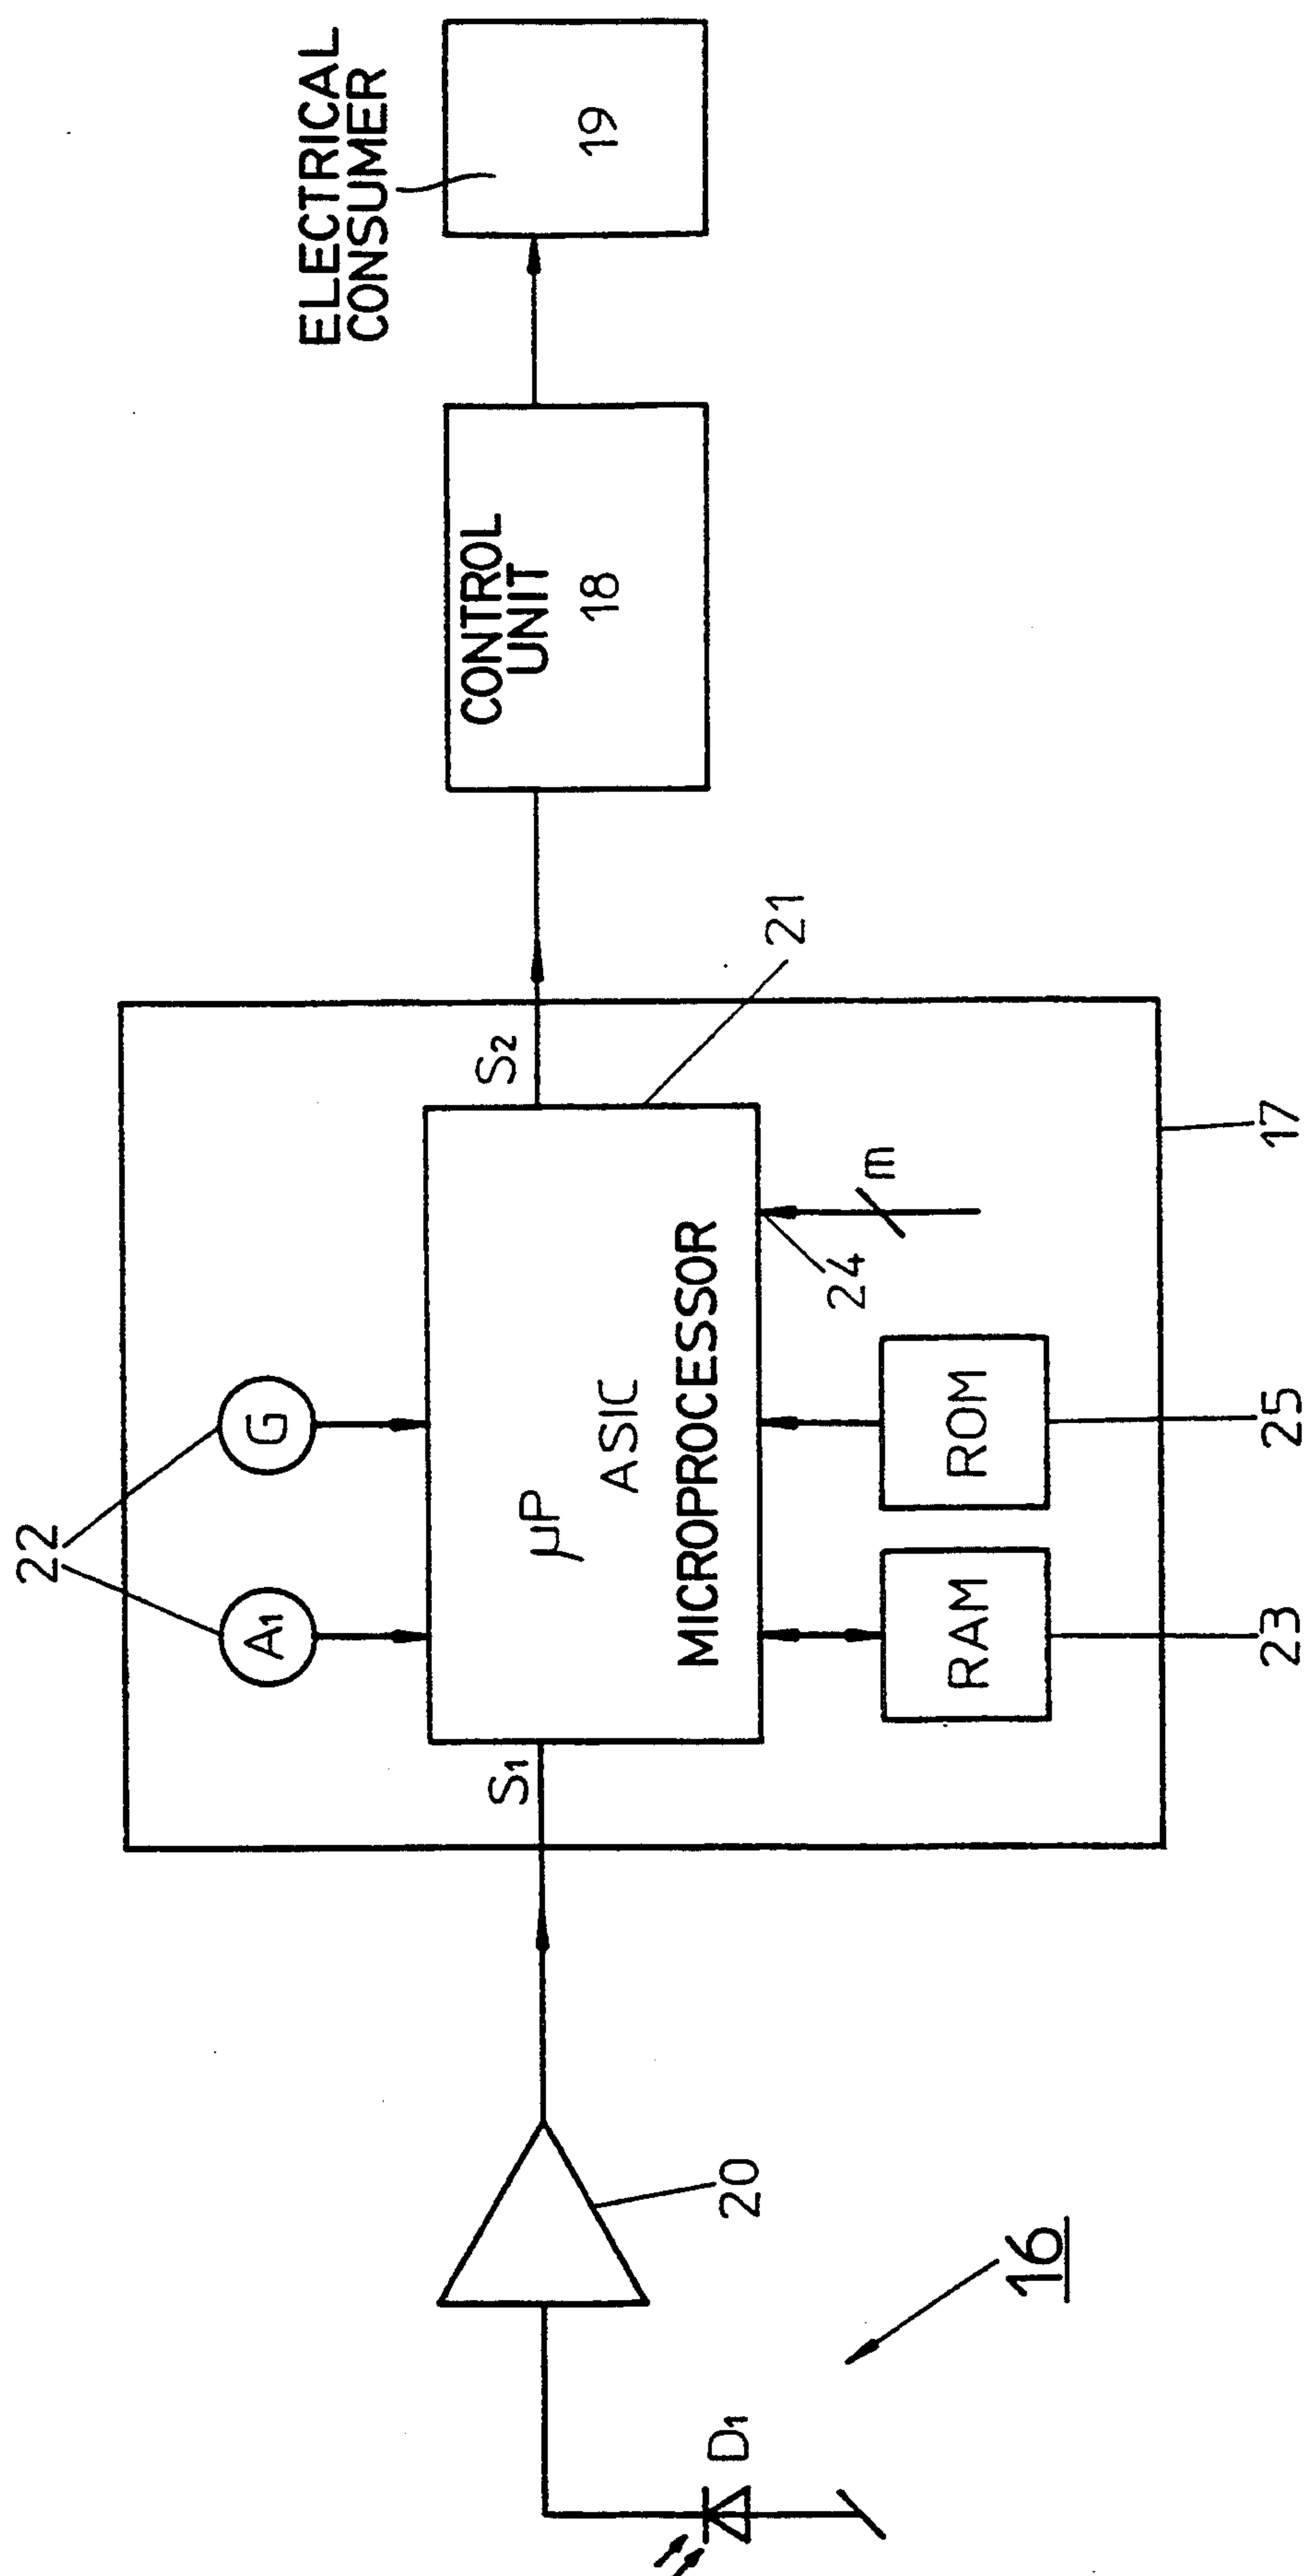 22
A1
G
ELECTRICAL
CONSUMER
S1
S2
µP
ASIC
MICROPROCESSOR
CONTROL
UNIT
18
19
20
D1
16
21
24
m
RAM
ROM
23
25
17